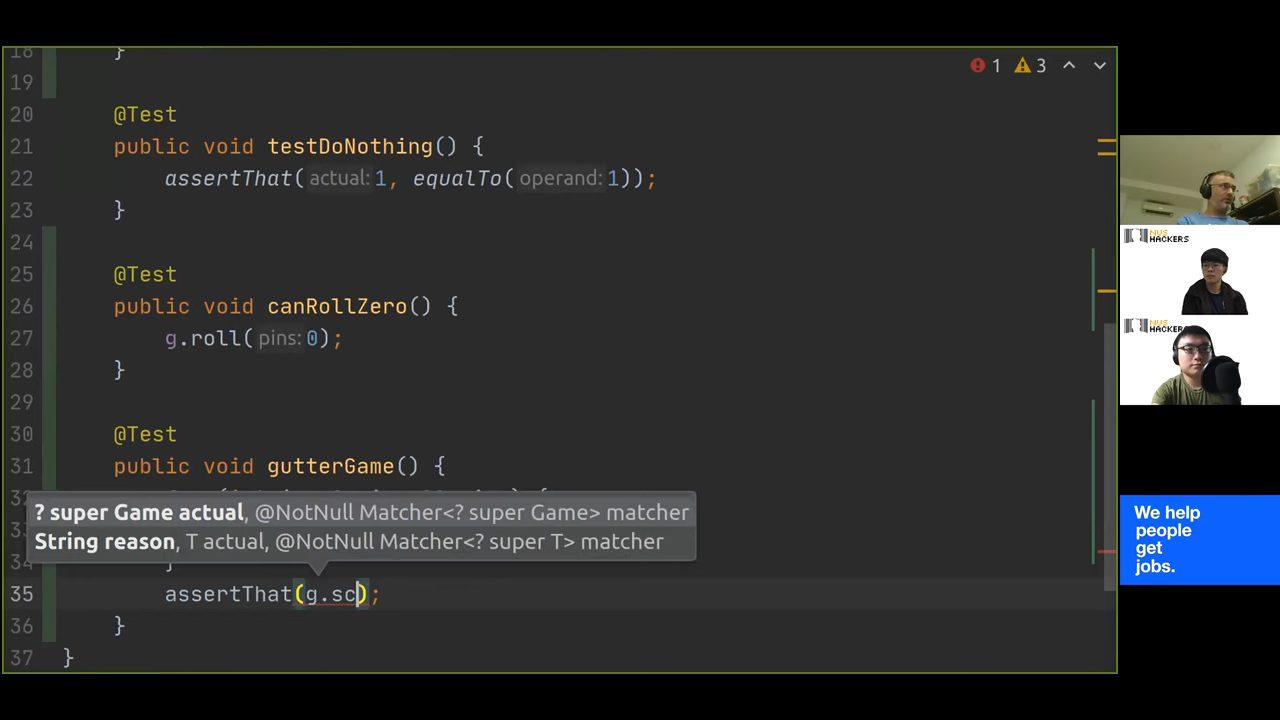 18 }
1 3
19
20 @Test
21 public void testDoNothing() {
22 assertThat( actual: 1, equalTo( operand: 1));
23 }
24
25 @Test
26 public void canRollZero() {
27 g.roll( pins: 0);
28 }
29
30 @Test
31 public void gutterGame() {
? super Game actual, @NotNull Matcher<? super Game> matcher
String reason, T actual, @NotNull Matcher<? super T> matcher
34 }
35 assertThat(g.sc);
36 }
37 }
NUS
HACKERS
NUS
HACKERS
We help
people
get
jobs.